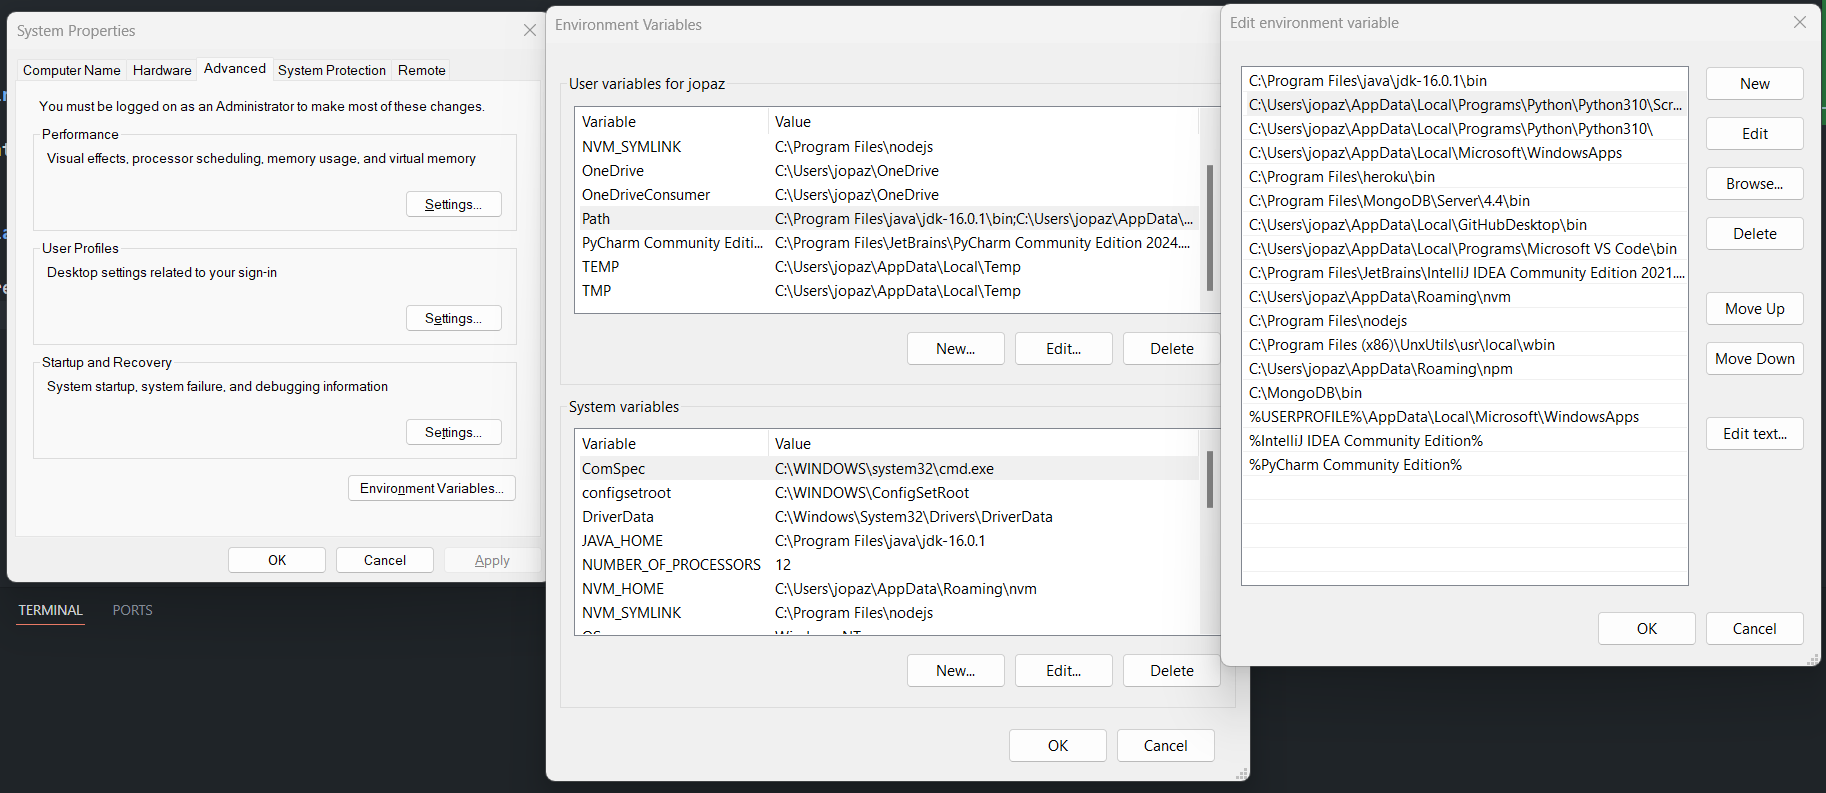 System Properties
Computer Name
Hardware
Advanced
System Protection
Remote
You must be logged on as an Administrator to make most of these changes.
Performance
Visual effects, processor scheduling, memory usage, and virtual memory
Settings...
User Profiles
Desktop settings related to your sign-in
Settings...
Startup and Recovery
System startup, system failure, and debugging information
Settings...
Environment Variables...
OK
Cancel
Apply
TERMINAL
PORTS
Environment Variables
User variables for jopaz
Variable Value
NVM_SYMLINK C:\Program Files\nodejs
OneDrive C:\Users\jopaz\OneDrive
OneDriveConsumer C:\Users\jopaz\OneDrive
Path C:\Program Files\java\jdk-16.0.1\bin;C:\Users\jopaz\AppData\...
PyCharm Community Editi... C:\Program Files\JetBrains\PyCharm Community Edition 2024....
TEMP C:\Users\jopaz\AppData\Local\Temp
TMP C:\Users\jopaz\AppData\Local\Temp
New...
Edit...
Delete
System variables
Variable Value
ComSpec C:\WINDOWS\system32\cmd.exe
configsetroot C:\WINDOWS\ConfigSetRoot
DriverData C:\Windows\System32\Drivers\DriverData
JAVA_HOME C:\Program Files\java\jdk-16.0.1
NUMBER_OF_PROCESSORS 12
NVM_HOME C:\Users\jopaz\AppData\Roaming\nvm
NVM_SYMLINK C:\Program Files\nodejs
New...
Edit...
Delete
OK
Cancel
Edit environment variable
C:\Program Files\java\jdk-16.0.1\bin
C:\Users\jopaz\AppData\Local\Programs\Python\Python310\Scr...
C:\Users\jopaz\AppData\Local\Programs\Python\Python310\
C:\Users\jopaz\AppData\Local\Microsoft\WindowsApps
C:\Program Files\heroku\bin
C:\Program Files\MongoDB\Server\4.4\bin
C:\Users\jopaz\AppData\Local\GitHubDesktop\bin
C:\Users\jopaz\AppData\Local\Programs\Microsoft VS Code\bin
C:\Program Files\JetBrains\IntelliJ IDEA Community Edition 2021....
C:\Users\jopaz\AppData\Roaming\nvm
C:\Program Files\nodejs
C:\Program Files (x86)\UnxUtils\usr\local\wbin
C:\Users\jopaz\AppData\Roaming\npm
C:\MongoDB\bin
%USERPROFILE%\AppData\Local\Microsoft\WindowsApps
%IntelliJ IDEA Community Edition%
%PyCharm Community Edition%
New
Edit
Browse...
Delete
Move Up
Move Down
Edit text...
OK
Cancel